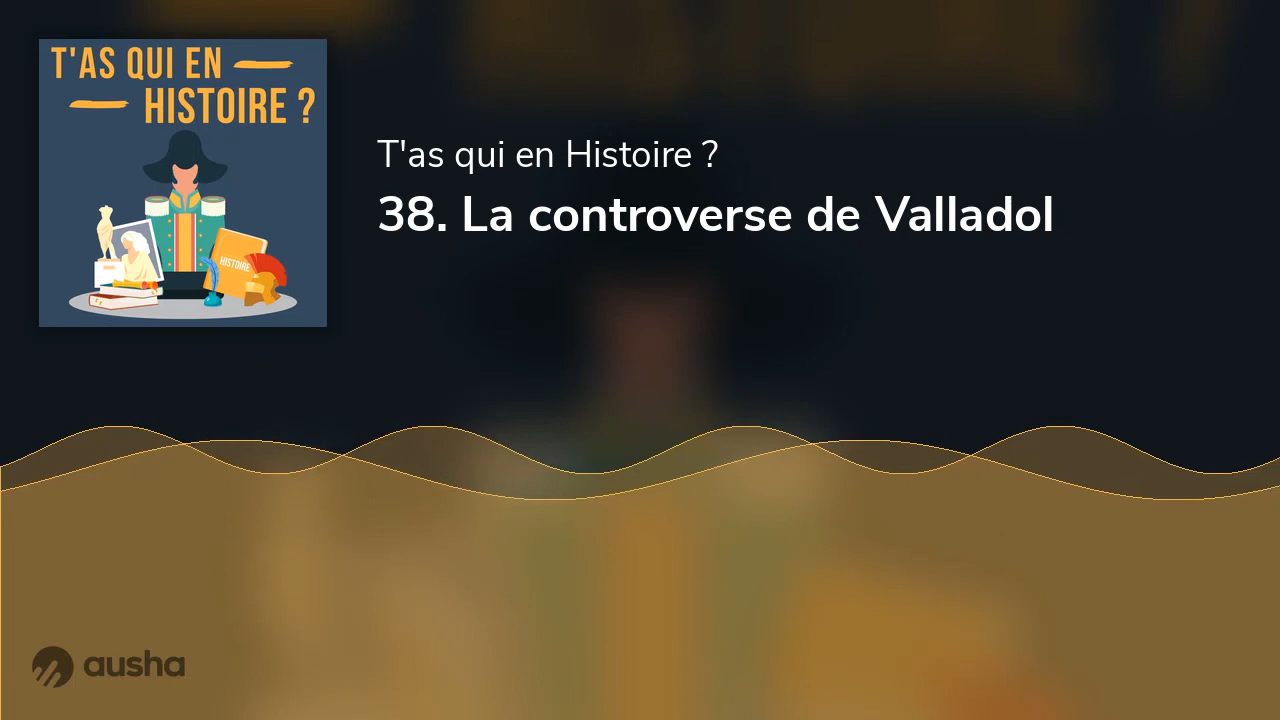 T'AS QUI EN
HISTOIRE ?
HISTOIRE
T'as qui en Histoire ?
38. La controverse de Valladol
ausha